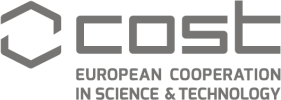 cost
EUROPEAN COOPERATION
IN SCIENCE & TECHNOLOGY